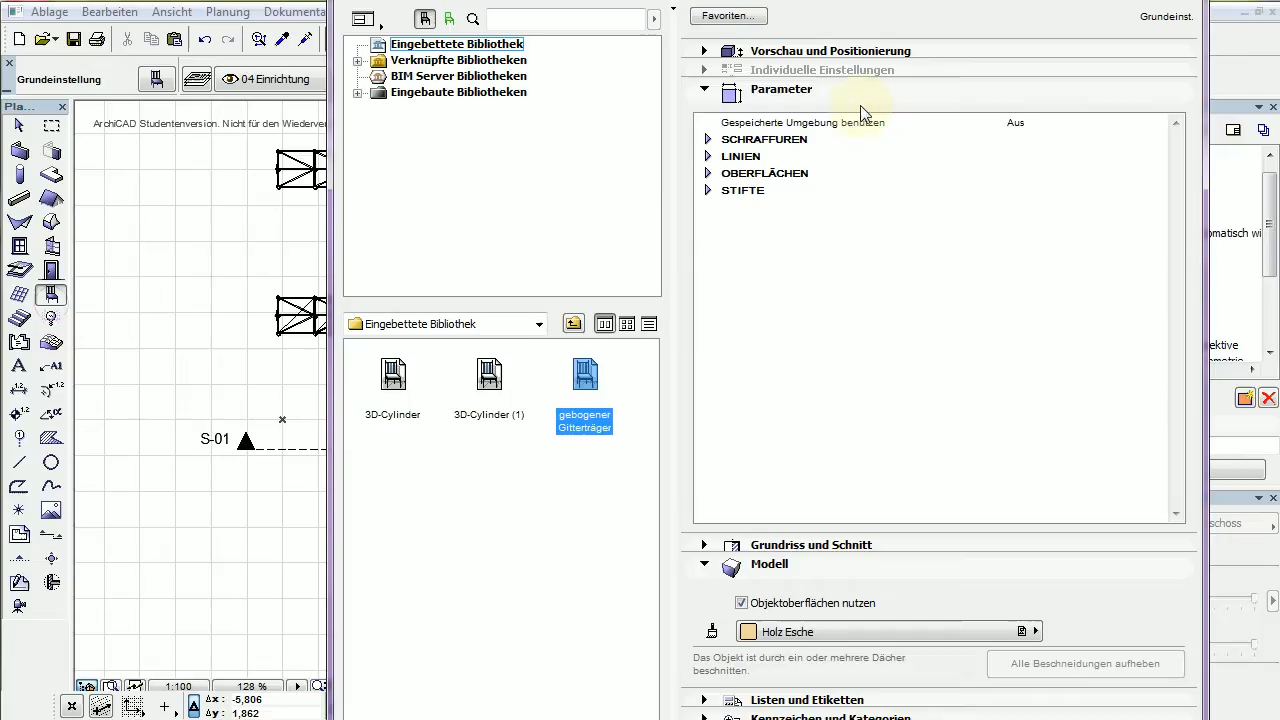 Ablage Bearbeiten Ansicht Planung Dokumenta
Grundeinstellung
04 Einrichtung
Pla...
ArchiCAD Studentenversion. Nicht für den Wiederver
S-01
A1
1.2
1:100
128 %
Δx: -5,806
Δy: 1,862
Eingebettete Bibliothek
Verknüpfte Bibliotheken
BIM Server Bibliotheken
Eingebaute Bibliotheken
Eingebettete Bibliothek
3D-Cylinder
3D-Cylinder (1)
gebogener
Gitterträger
Favoriten...
Grundeinst.
Vorschau und Positionierung
Individuelle Einstellungen
Parameter
Gespeicherte Umgebung benutzen Aus
SCHRAFFUREN
LINIEN
OBERFLÄCHEN
STIFTE
Grundriss und Schnitt
Modell
Objektoberflächen nutzen
Holz Esche
Das Objekt ist durch ein oder mehrere Dächer
beschnitten.
Alle Beschneidungen aufheben
Listen und Etiketten
Kennzeichen und Kategorien
omatisch wi
ektive
ometrie
schoss